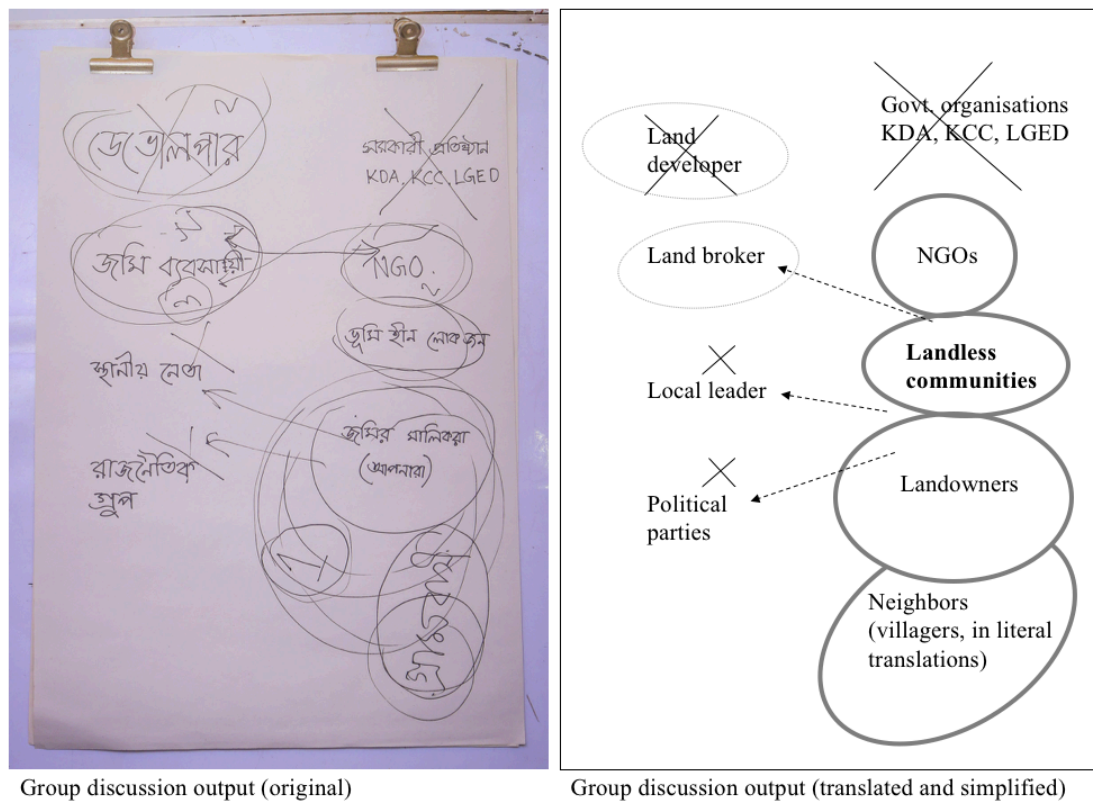 ডেভোলপার
সরকারী প্রতিষ্ঠান
KDA, KCC, LGED
জমি ব্যবসায়ী
NGO
ভূমি হীন লোকজন
স্থানীয় নেতা
জমির মালিকরা
(আপনারা)
রাজনৈতিক
গ্রুপ
1
Group discussion output (original)
Govt. organisations
KDA, KCC, LGED
Land
developer
Land broker
NGOs
Landless
communities
Local leader
Landowners
Political
parties
Neighbors
(villagers, in literal
translations)
Group discussion output (translated and simplified)